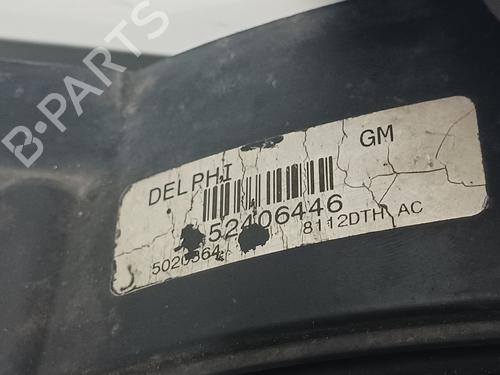 B-PARTS
DELPHI GM
52406446
5020364 8112DTH AC